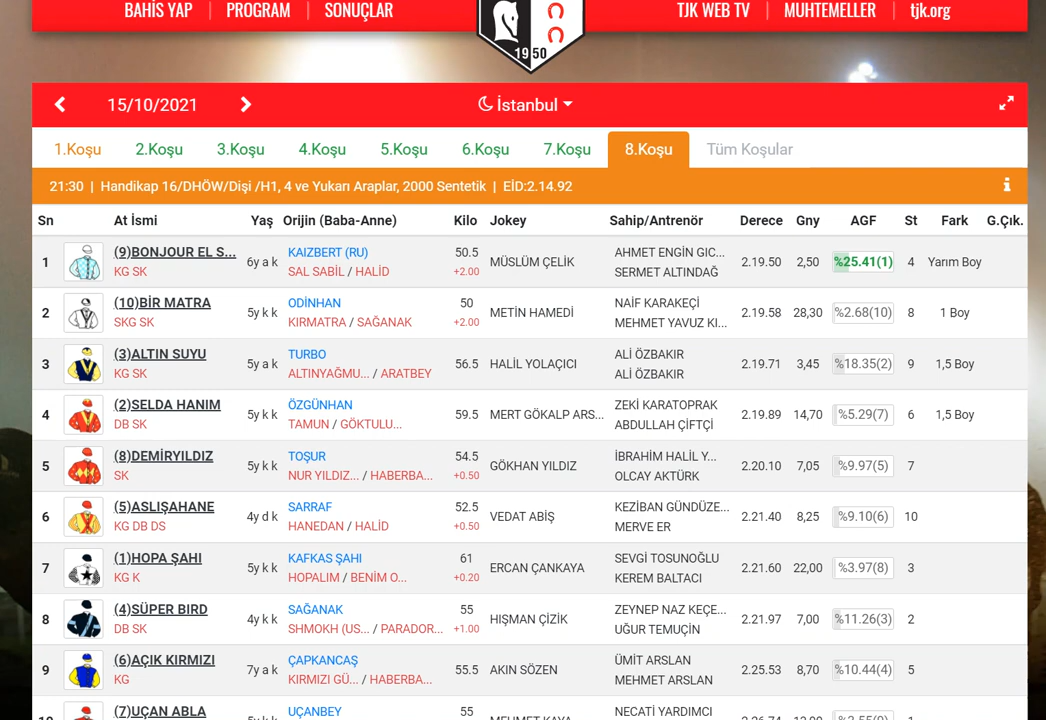 BAHİS YAP | PROGRAM | SONUÇLAR
1950
TJK WEB TV | MUHTEMELLER | tjk.org
15/10/2021 İstanbul
1.Koşu 2.Koşu 3.Koşu 4.Koşu 5.Koşu 6.Koşu 7.Koşu 8.Koşu Tüm Koşular
21:30 | Handikap 16/DHÖW/Dişi /H1, 4 ve Yukarı Araplar, 2000 Sentetik | EİD:2.14.92
Sn At İsmi Yaş Orijin (Baba-Anne) Kilo Jokey Sahip/Antrenör Derece Gny AGF St Fark G.Çık.
1 (9)BONJOUR EL S... KG SK 6y a k KAIZBERT (RU) SAL SABİL / HALİD 50.5 +2.00 MÜSLÜM ÇELİK AHMET ENGİN GIC... SERMET ALTINDAĞ 2.19.50 2,50 %25.41(1) 4 Yarım Boy
2 (10)BİR MATRA SKG SK 5y k k ODİNHAN KIRMATRA / SAĞANAK 50 +2.00 METİN HAMEDİ NAİF KARAKEÇİ MEHMET YAVUZ KI... 2.19.58 28,30 %2.68(10) 8 1 Boy
3 (3)ALTIN SUYU KG SK 5y a k TURBO ALTINYAĞMU... / ARATBEY 56.5 HALİL YOLAÇICI ALİ ÖZBAKIR ALİ ÖZBAKIR 2.19.71 3,45 %18.35(2) 9 1,5 Boy
4 (2)SELDA HANIM DB SK 5y k k ÖZGÜNHAN TAMUN / GÖKTULU... 59.5 MERT GÖKALP ARS... ZEKİ KARATOPRAK ABDULLAH ÇİFTÇİ 2.19.89 14,70 %5.29(7) 6 1,5 Boy
5 (8)DEMİRYILDIZ SK 5y k k TOŞUR NUR YILDIZ... / HABERBA... 54.5 +0.50 GÖKHAN YILDIZ İBRAHİM HALİL Y... OLCAY AKTÜRK 2.20.10 7,05 %9.97(5) 7
6 (5)ASLIŞAHANE KG DB DS 4y d k SARRAF HANEDAN / HALİD 52.5 +0.50 VEDAT ABİŞ KEZİBAN GÜNDÜZE... MERVE ER 2.21.40 8,25 %9.10(6) 10
7 (1)HOPA ŞAHI KG K 5y k k KAFKAS ŞAHI HOPALIM / BENİM O... 61 +0.20 ERCAN ÇANKAYA SEVGİ TOSUNOĞLU KEREM BALTACI 2.21.60 22,00 %3.97(8) 3
8 (4)SÜPER BIRD DB SK 4y k k SAĞANAK SHMOKH (US... / PARADOR... 55 +1.00 HIŞMAN ÇİZİK ZEYNEP NAZ KEÇE... UĞUR TEMUÇİN 2.21.97 7,00 %11.26(3) 2
9 (6)AÇIK KIRMIZI KG 7y a k ÇAPKANCAŞ KIRMIZI GÜ... / HABERBA... 55.5 AKIN SÖZEN ÜMİT ARSLAN MEHMET ARSLAN 2.25.53 8,70 %10.44(4) 5
(7)UÇAN ABLA UÇANBEY 55 NECATİ YARDIMCI